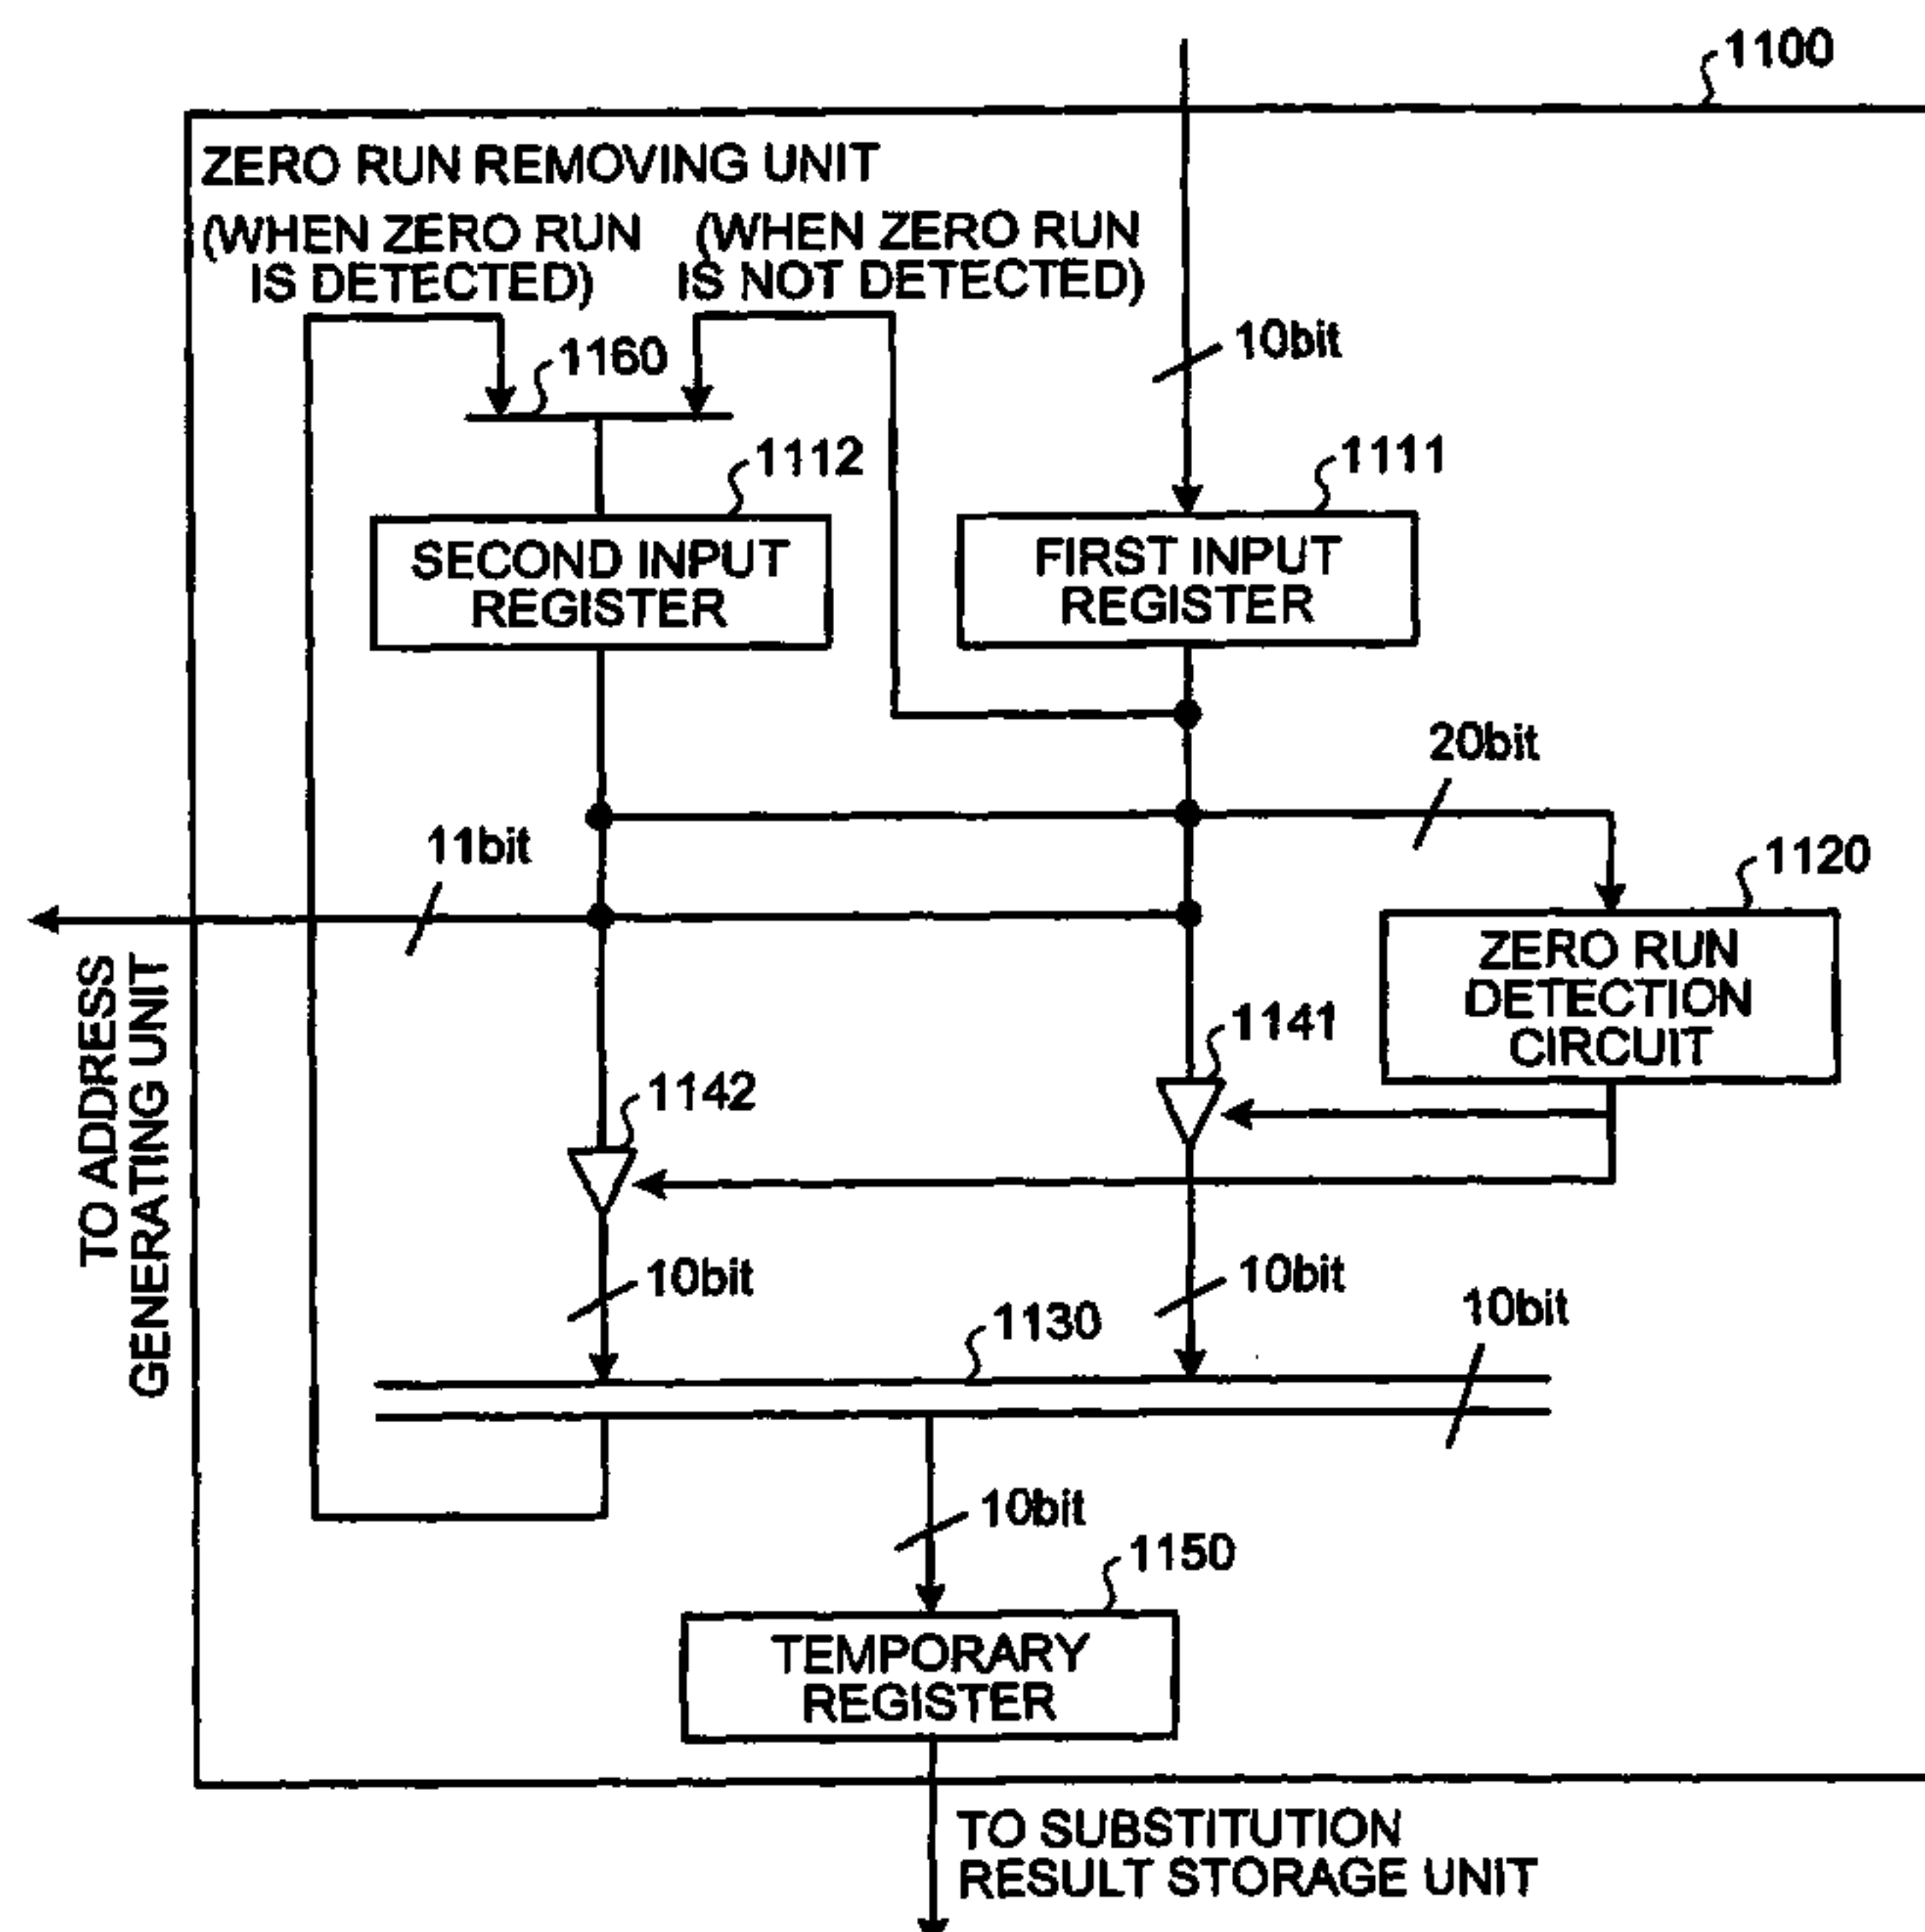 1100
ZERO RUN REMOVING UNIT
(WHEN ZERO RUN
IS DETECTED)
(WHEN ZERO RUN
IS NOT DETECTED)
10bit
1160
1112
1111
SECOND INPUT
REGISTER
FIRST INPUT
REGISTER
20bit
11bit
1120
ZERO RUN
DETECTION
CIRCUIT
TO ADDRESS
GENERATING UNIT
1141
1142
10bit
10bit
10bit
1130
10bit
1150
TEMPORARY
REGISTER
TO SUBSTITUTION
RESULT STORAGE UNIT